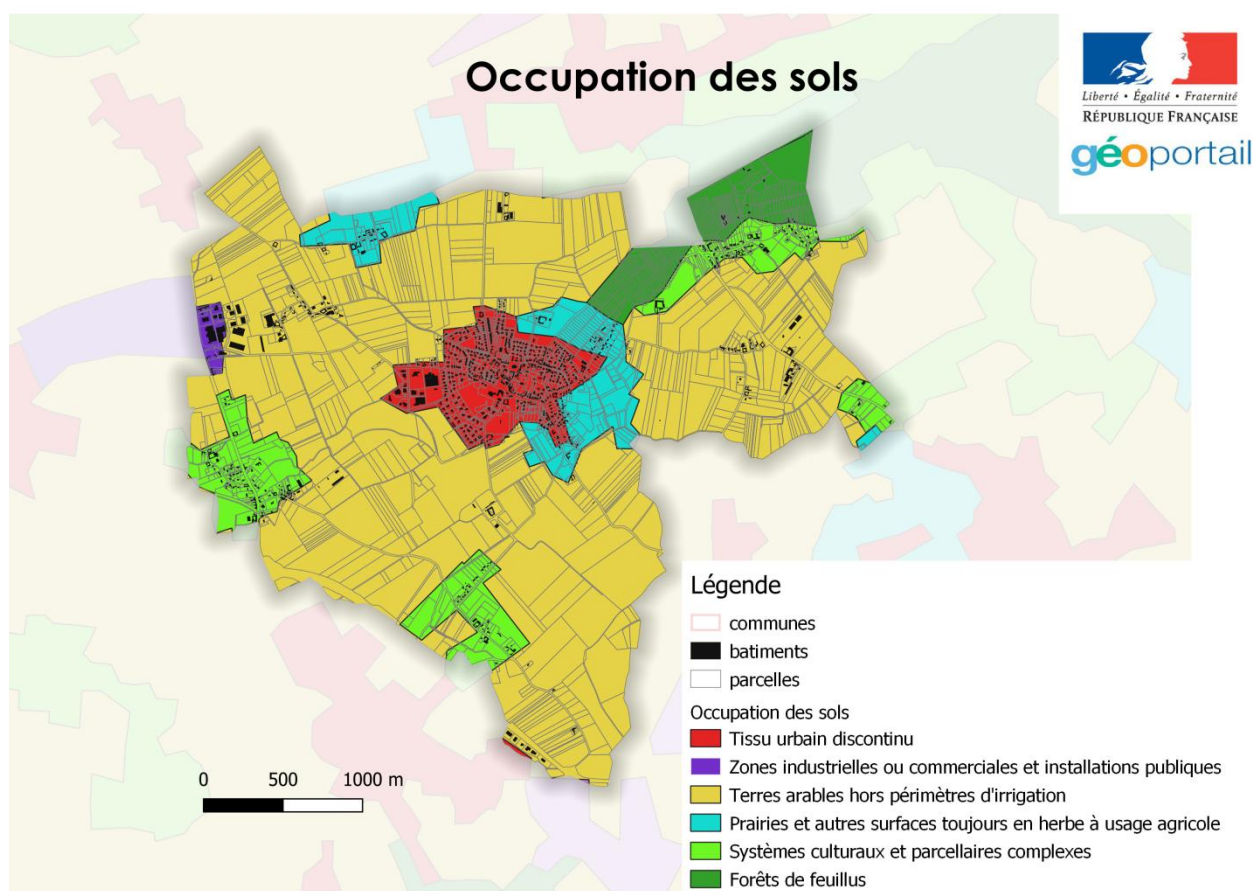 Occupation des sols
Liberté • Égalité • Fraternité
RÉPUBLIQUE FRANÇAISE
géoportail
Légende
communes
batiments
parcelles
Occupation des sols
Tissu urbain discontinu
Zones industrielles ou commerciales et installations publiques
Terres arables hors périmètres d'irrigation
Prairies et autres surfaces toujours en herbe à usage agricole
Systèmes culturaux et parcellaires complexes
Forêts de feuillus
0 500 1000 m